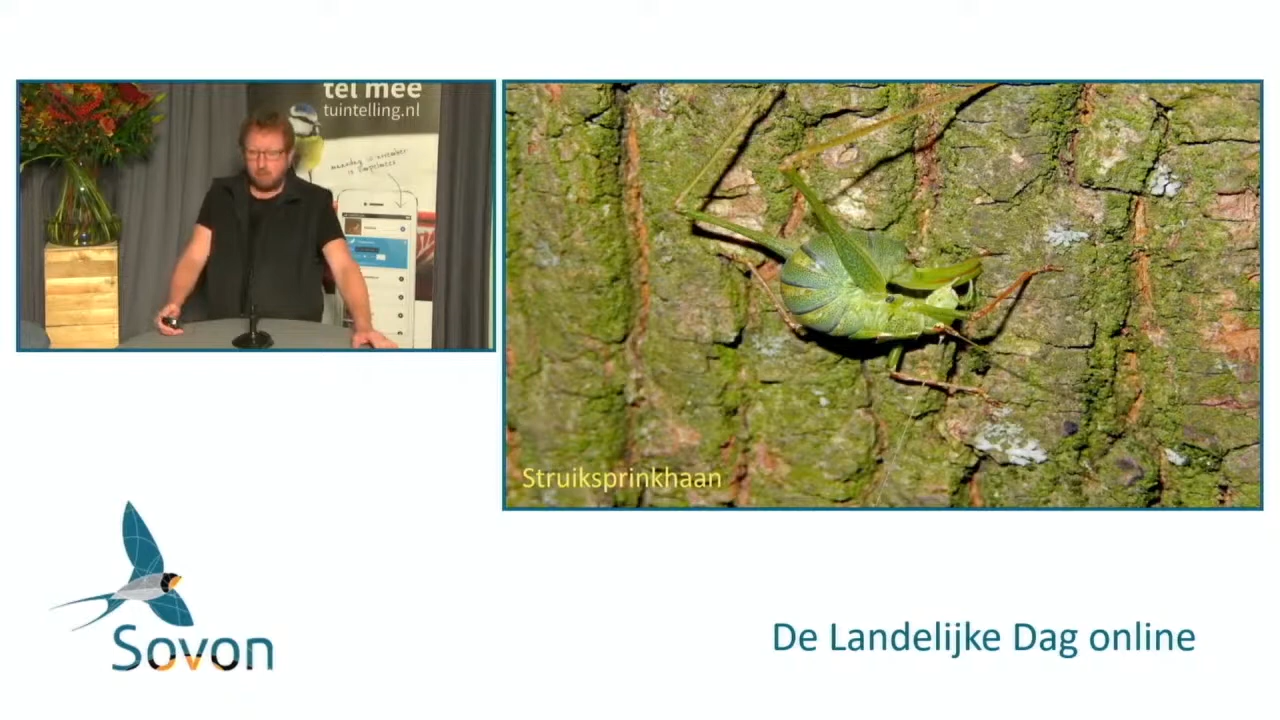 tel mee
tuintelling.nl
Struiksprinkhaan
Sovon
De Landelijke Dag online